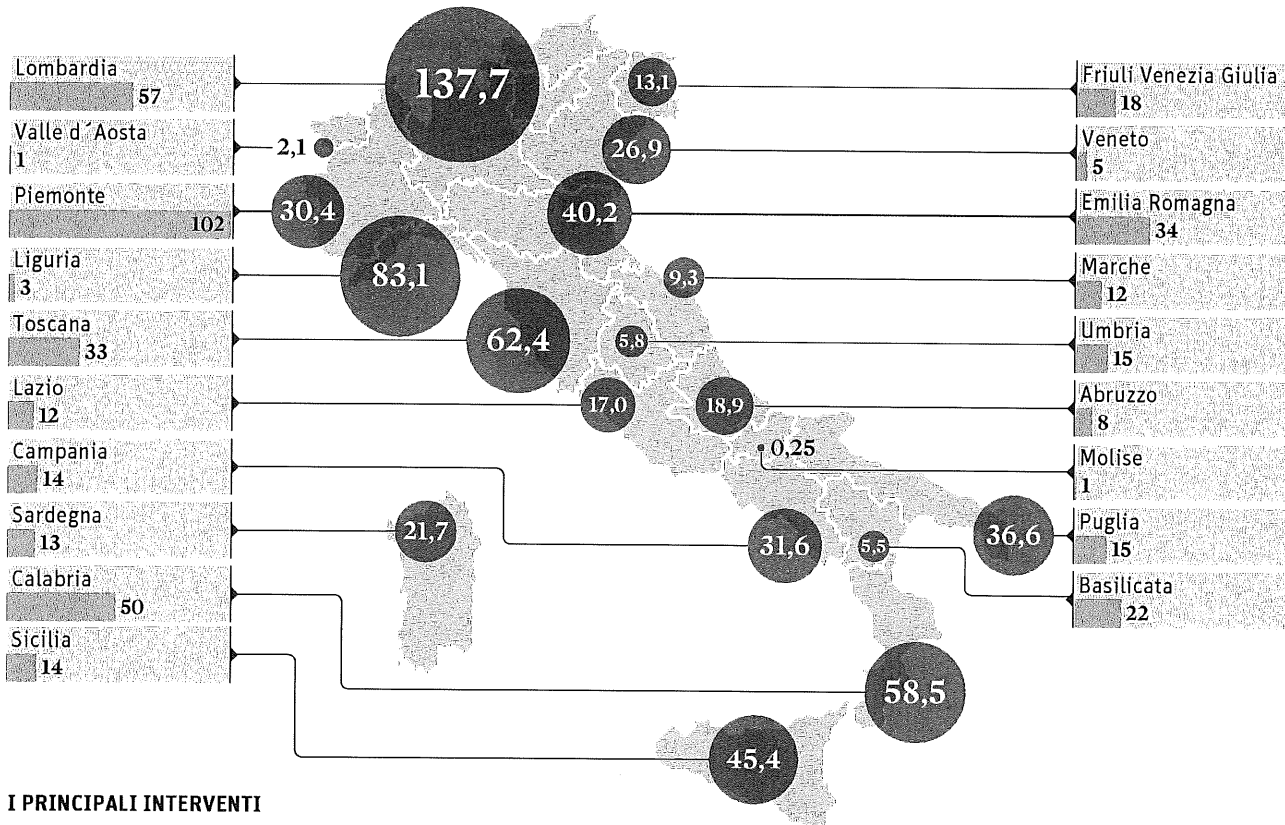 Lombardia
57
137,7
Valle d´Aosta
1
2,1
Piemonte
102
30,4
Liguria
3
83,1
Toscana
33
62,4
Lazio
12
17,0
Campania
14
31,6
Sardegna
13
21,7
Calabria
50
58,5
Sicilia
14
45,4
Friuli Venezia Giulia
18
13,1
Veneto
5
26,9
Emilia Romagna
34
40,2
Marche
12
9,3
Umbria
15
5,8
Abruzzo
8
18,9
Molise
1
0,25
Puglia
15
36,6
Basilicata
22
5,5
I PRINCIPALI INTERVENTI